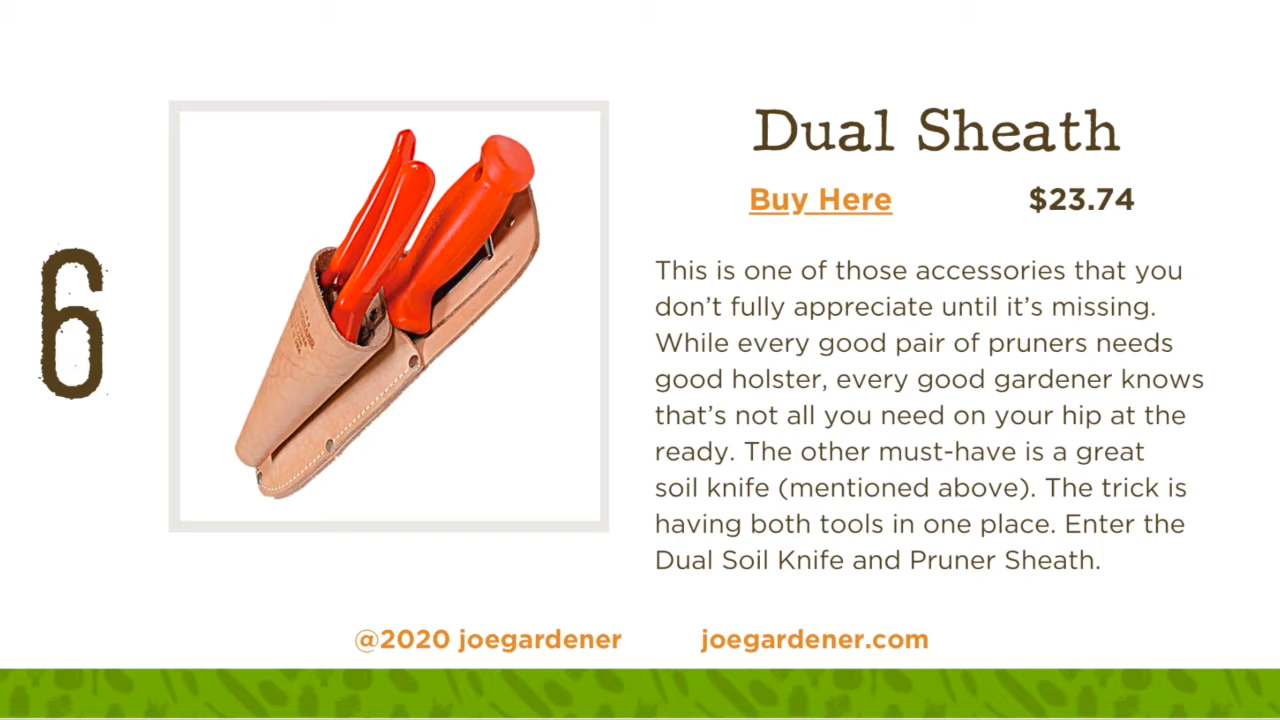 Dual Sheath
Buy Here
$23.74
6
This is one of those accessories that you
don't fully appreciate until it's missing.
While every good pair of pruners needs
good holster, every good gardener knows
that's not all you need on your hip at the
ready. The other must-have is a great
soil knife (mentioned above). The trick is
having both tools in one place. Enter the
Dual Soil Knife and Pruner Sheath.
@2020 joegardener
joegardener.com